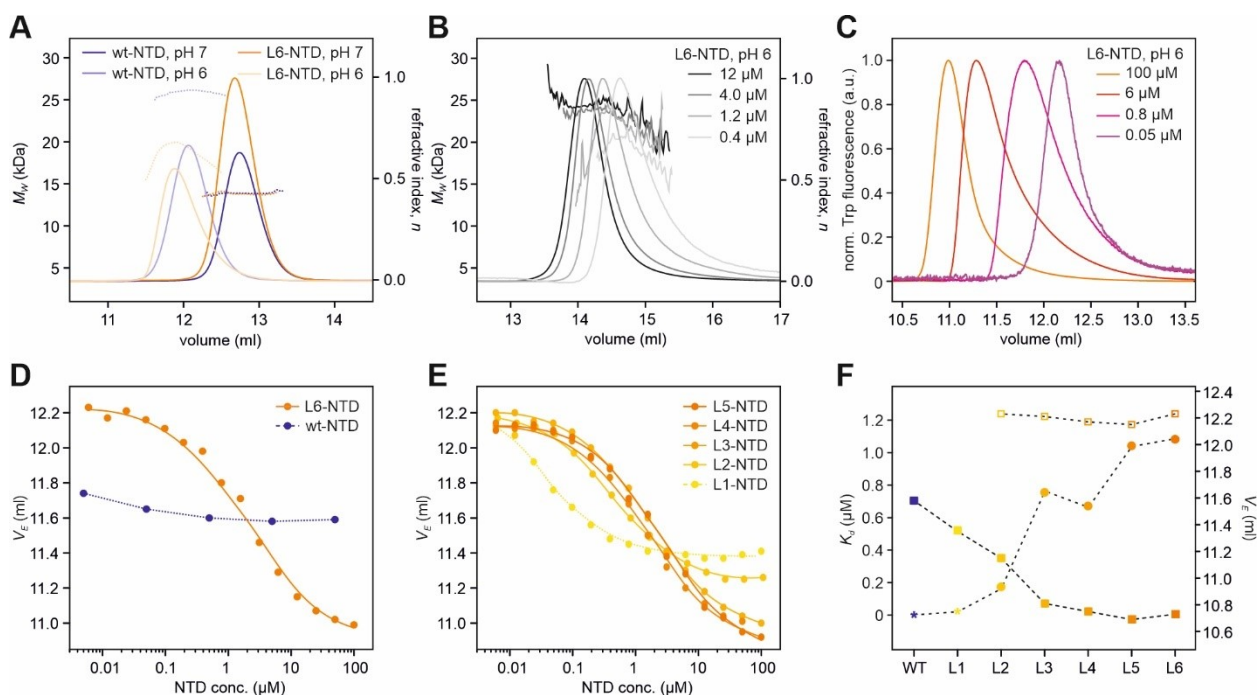 A
wt-NTD, pH 7
wt-NTD, pH 6
L6-NTD, pH 7
L6-NTD, pH 6
30
25
20
15
10
5
M_W (kDa)
1.0
0.5
0.0
refractive index, n
11 12 13 14
volume (ml)
B
L6-NTD, pH 6
12 µM
4.0 µM
1.2 µM
0.4 µM
30
25
20
15
10
5
M_W (kDa)
1.0
0.5
0.0
refractive index, n
13 14 15 16 17
volume (ml)
C
L6-NTD, pH 6
100 µM
6 µM
0.8 µM
0.05 µM
1.0
0.8
0.6
0.4
0.2
0
norm. Trp fluorescence (a.u.)
10.5 11.0 11.5 12.0 12.5 13.0 13.5
volume (ml)
D
L6-NTD
wt-NTD
12.2
12.0
11.8
11.6
11.4
11.2
11.0
V_E (ml)
0.01 0.1 1 10 100
NTD conc. (µM)
E
L5-NTD
L4-NTD
L3-NTD
L2-NTD
L1-NTD
12.2
12.0
11.8
11.6
11.4
11.2
11.0
V_E (ml)
0.01 0.1 1 10 100
NTD conc. (µM)
F
1.2
1.0
0.8
0.6
0.4
0.2
0
K_d (µM)
12.4
12.2
12.0
11.8
11.6
11.4
11.2
11.0
10.8
10.6
V_E (ml)
WT L1 L2 L3 L4 L5 L6